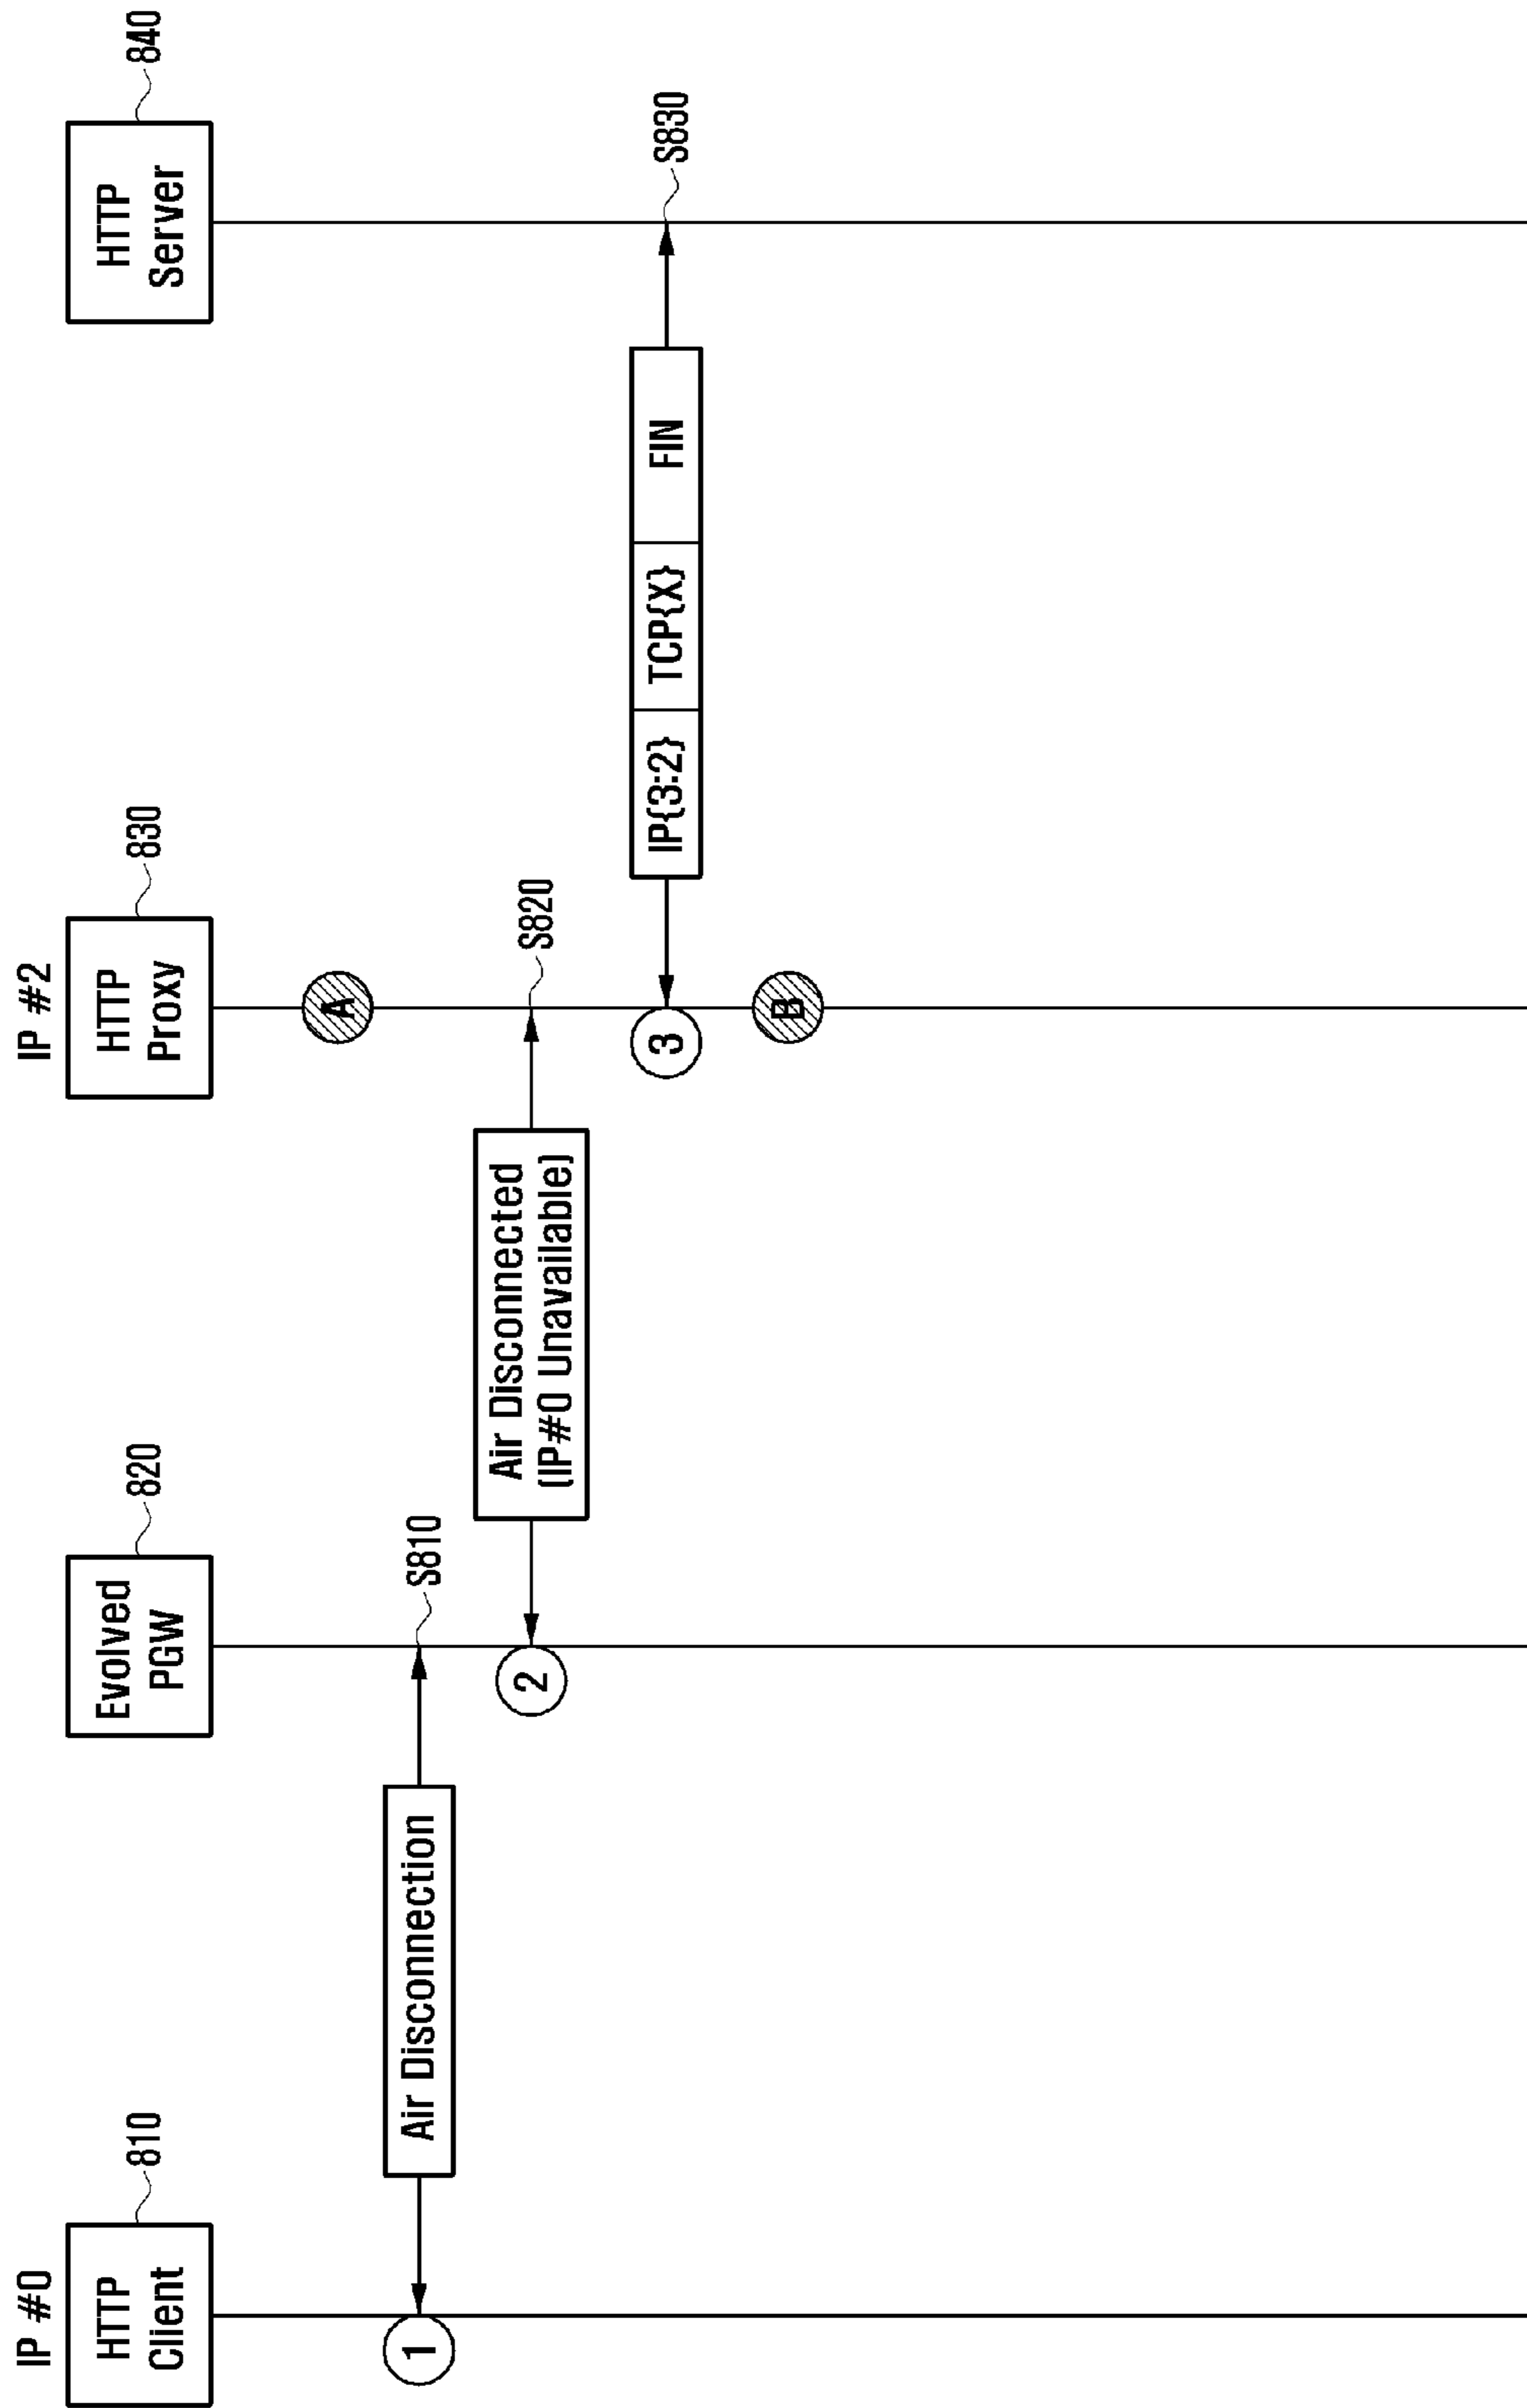 IP #0
HTTP
Client
810
Evolved
PGW
820
IP #2
HTTP
Proxy
830
HTTP
Server
840
A
1
Air Disconnection
S810
2
Air Disconnected
(IP#0 Unavailable)
S820
3
IP{3:2} TCP{X} FIN
S830
B